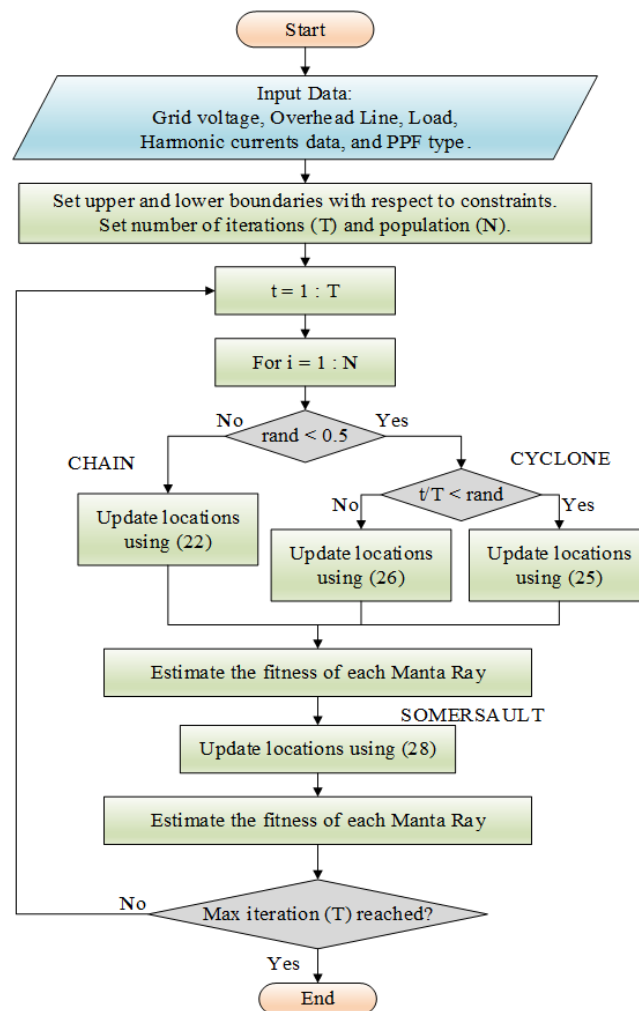 Start
Input Data:
Grid voltage, Overhead Line, Load,
Harmonic currents data, and PPF type.
Set upper and lower boundaries with respect to constraints.
Set number of iterations (T) and population (N).
t = 1 : T
For i = 1 : N
No
rand < 0.5
Yes
CHAIN
CYCLONE
No
t/T < rand
Yes
Update locations
using (22)
Update locations
using (26)
Update locations
using (25)
Estimate the fitness of each Manta Ray
SOMERSAULT
Update locations using (28)
Estimate the fitness of each Manta Ray
No
Max iteration (T) reached?
Yes
End